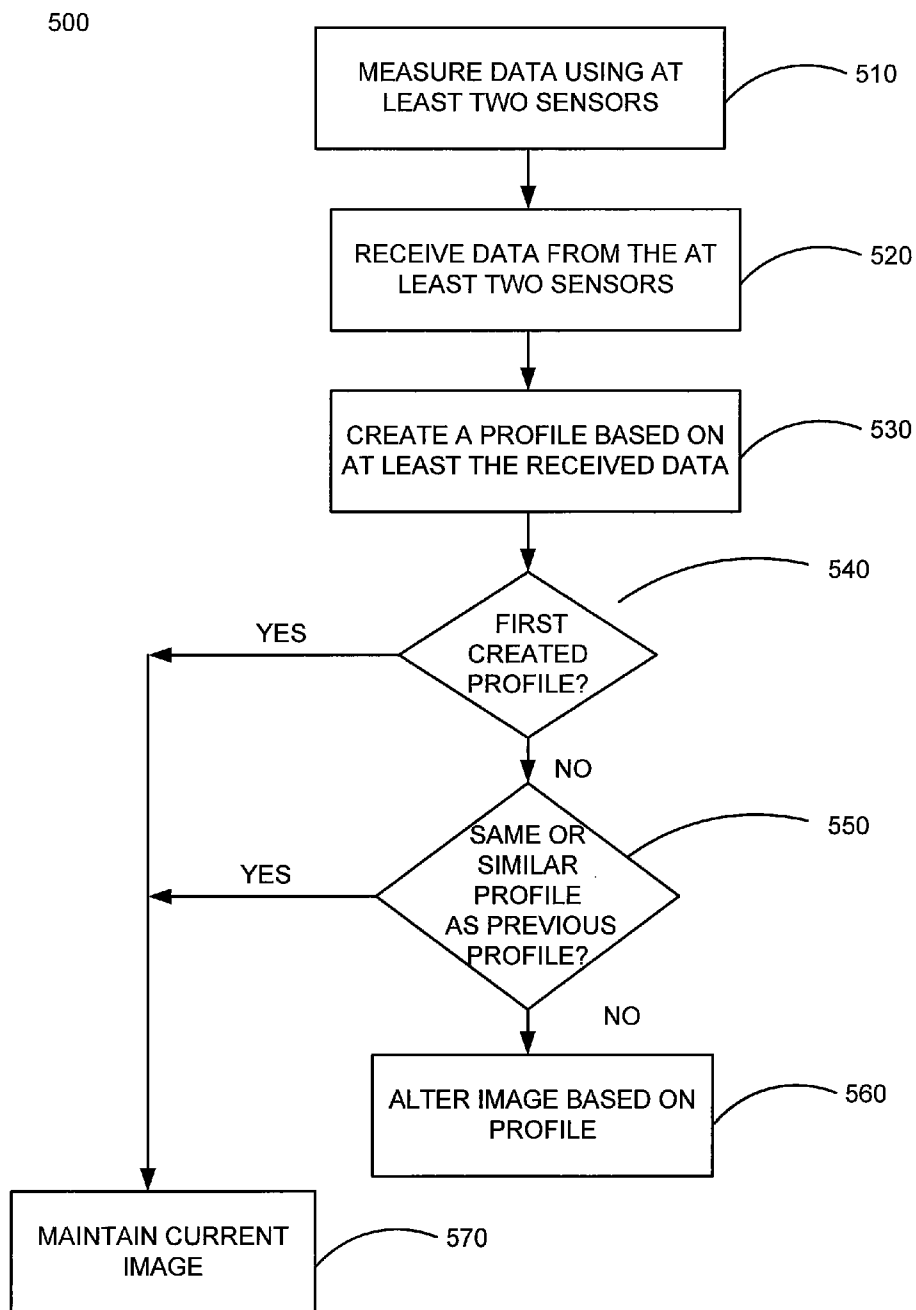 500
MEASURE DATA USING AT
LEAST TWO SENSORS
510
RECEIVE DATA FROM THE AT
LEAST TWO SENSORS
520
CREATE A PROFILE BASED ON
AT LEAST THE RECEIVED DATA
530
540
YES
FIRST
CREATED
PROFILE?
NO
550
YES
SAME OR
SIMILAR
PROFILE
AS PREVIOUS
PROFILE?
NO
ALTER IMAGE BASED ON
PROFILE
560
MAINTAIN CURRENT
IMAGE
570